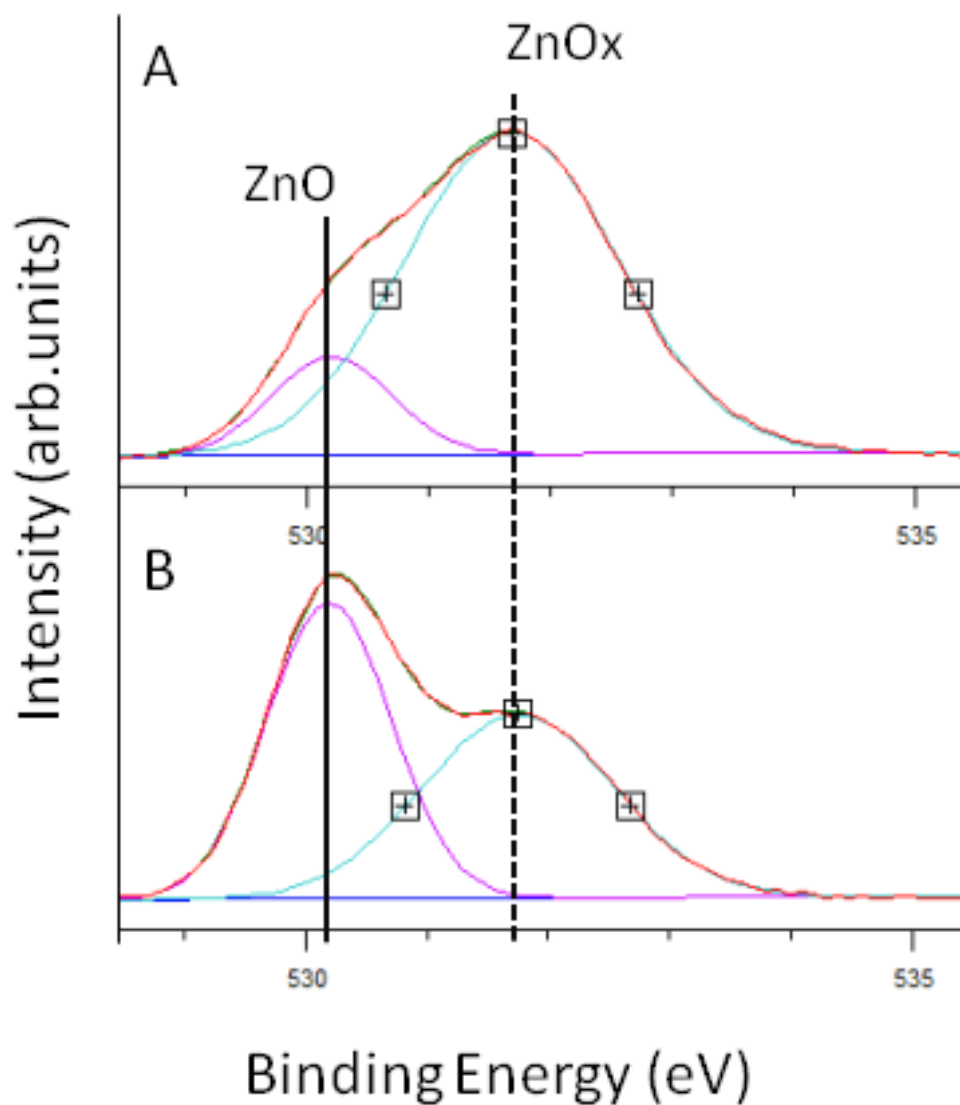 A
ZnOx
ZnO
530
535
B
530
535
Intensity (arb.units)
Binding Energy (eV)